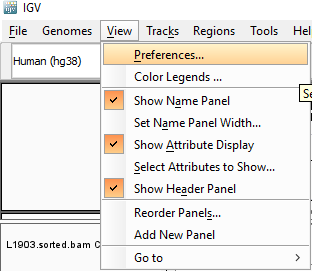 IGV
File Genomes View Tracks Regions Tools Hel
Human (hg38)
Preferences...
Color Legends ...
Se
Show Name Panel
Set Name Panel Width...
Show Attribute Display
Select Attributes to Show...
Show Header Panel
Reorder Panels...
L1903.sorted.bam C
Add New Panel
Go to